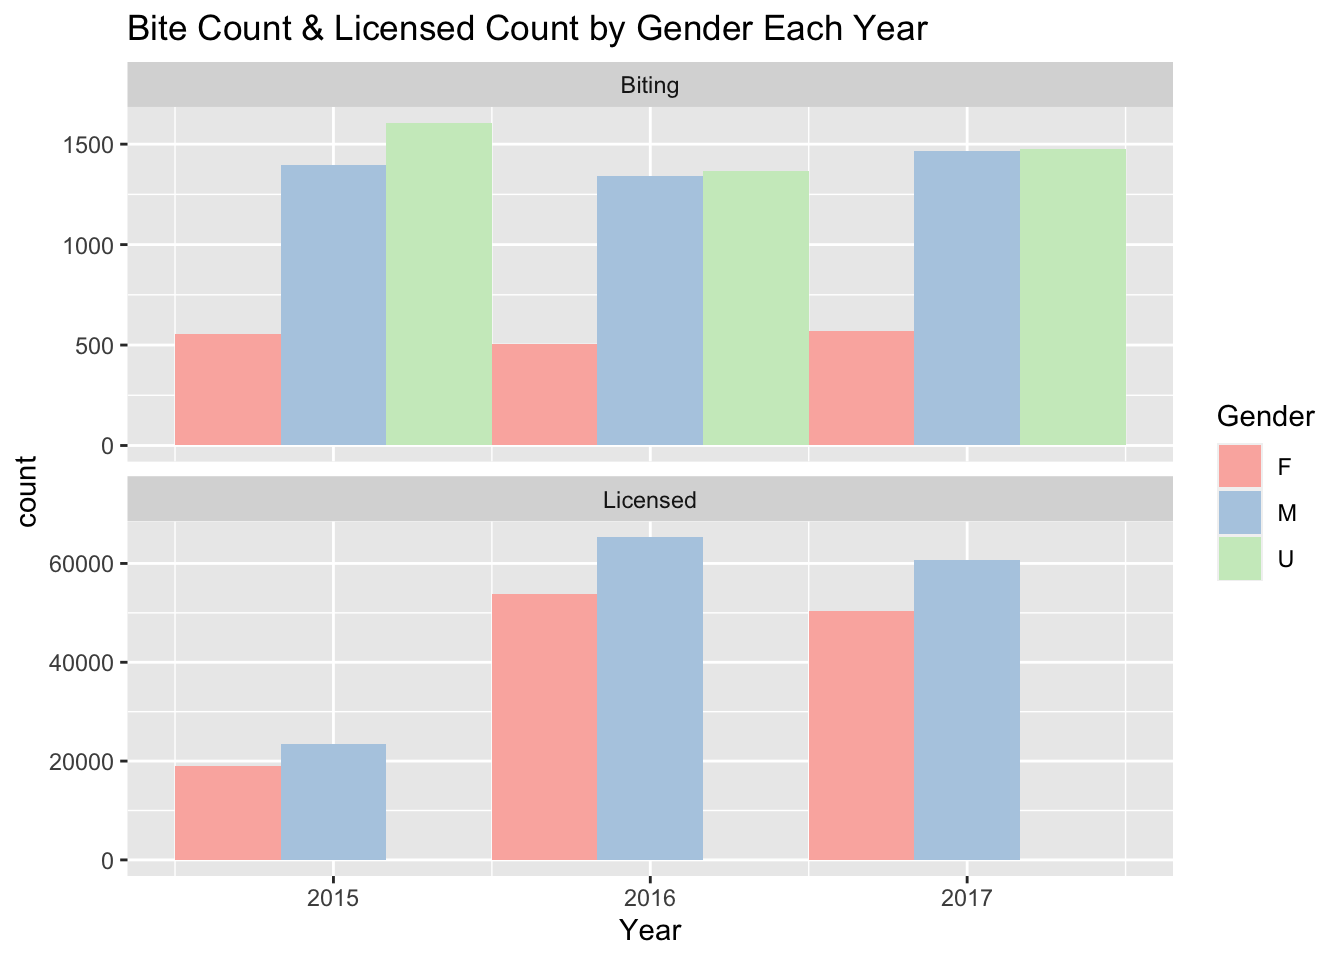 Bite Count & Licensed Count by Gender Each Year
Biting
1500
1000
500
0
Licensed
60000
40000
20000
0
count
2015 2016 2017
Year
Gender
F
M
U